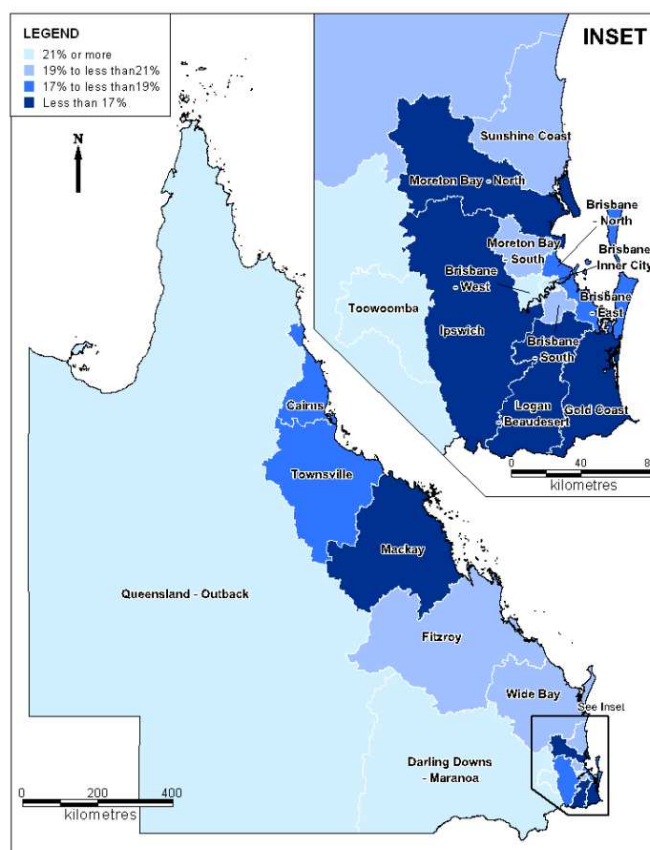 LEGEND
21% or more
19% to less than21%
17% to less than19%
Less than 17%
N
INSET
Sunshine Coast
Moreton Bay - North
Brisbane
- North
Moreton Bay
- South
Brisbane
Inner City
Brisbane
- West
Toowoomba
Brisbane
- East
Ipswich
Brisbane
- South
Logan
- Beaudesert
Gold Coast
0 40 80
kilometres
Cairns
Townsville
Mackay
Queensland - Outback
Fitzroy
Wide Bay
See Inset
Darling Downs
- Maranoa
0 200 400
kilometres